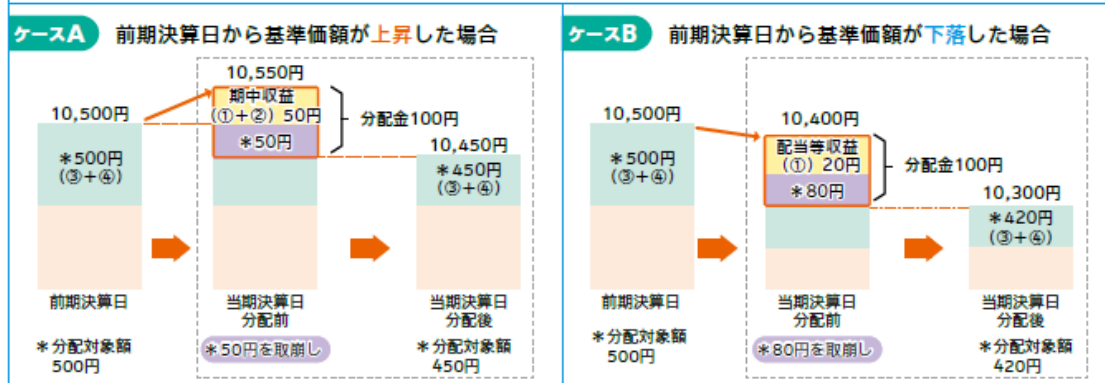 ケースA 前期決算日から基準価額が上昇した場合
10,550円
期中収益
(①+②) 50円
*50円
分配金100円
10,500円
*500円
(③+④)
10,450円
*450円
(③+④)
前期決算日
当期決算日
分配前
当期決算日
分配後
*分配対象額
500円
*50円を取崩し
*分配対象額
450円
ケースB 前期決算日から基準価額が下落した場合
10,500円
*500円
(③+④)
10,400円
配当等収益
(①) 20円
*80円
分配金100円
10,300円
*420円
(③+④)
前期決算日
当期決算日
分配前
当期決算日
分配後
*分配対象額
500円
*80円を取崩し
*分配対象額
420円